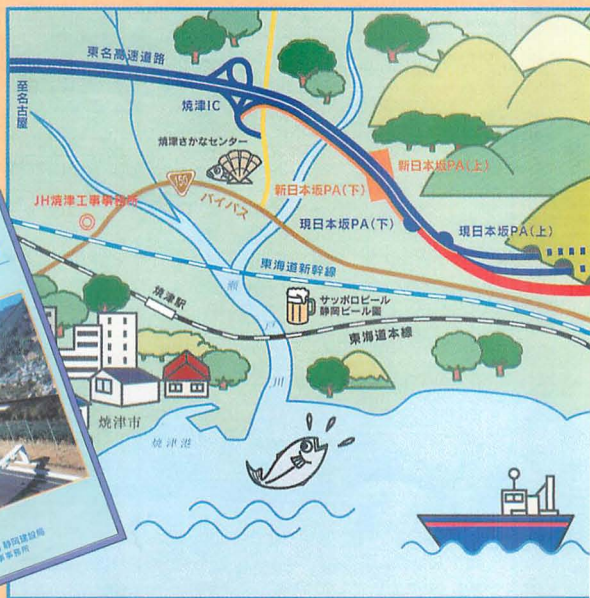 東名高速道路
至名古屋
焼津IC
焼津さかなセンター
新日本坂PA(上)
新日本坂PA(下)
150
JH焼津工事事務所
バイパス
現日本坂PA(下)
現日本坂PA(上)
東海道新幹線
瀬戸川
焼津駅
サッポロビール
静岡ビール園
東海道本線
焼津市
焼津港
静岡建設局
事事務所